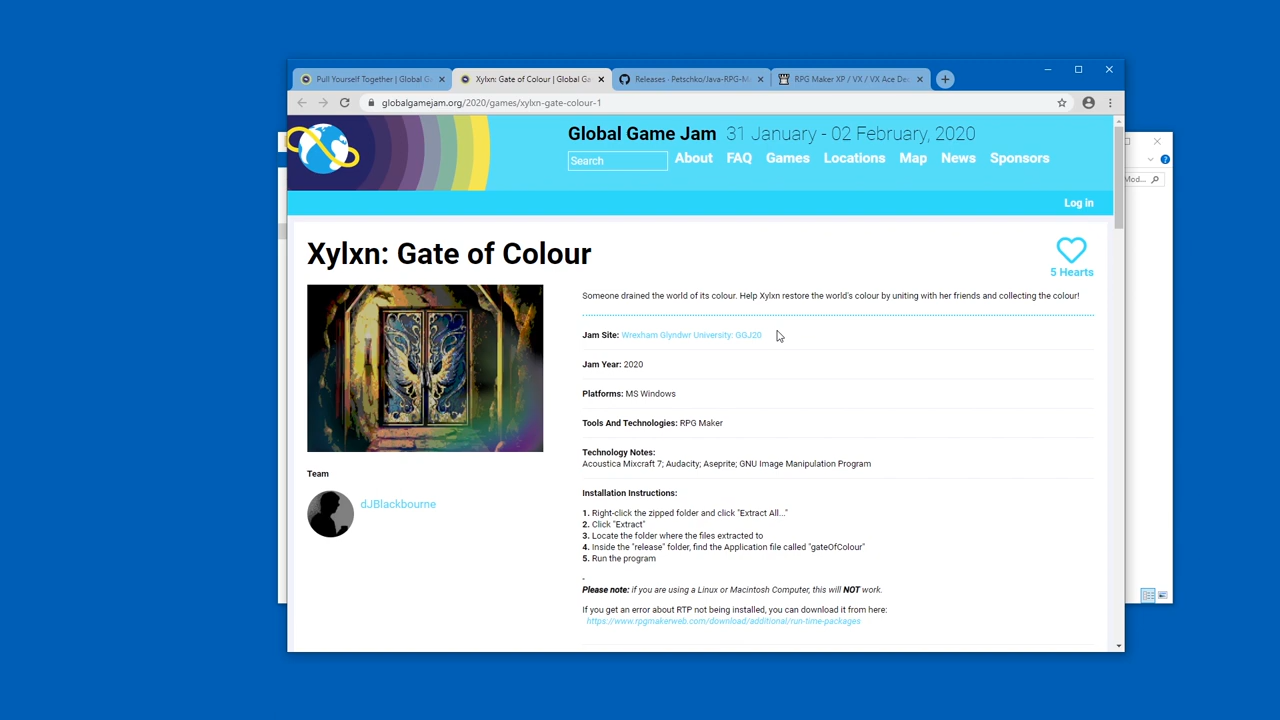 Pull Yourself Together | Global G
Xylxn: Gate of Colour | Global Ga
Releases · Petschko/Java-RPG-M
RPG Maker XP / VX / VX Ace De
globalgamejam.org/2020/games/xylxn-gate-colour-1
Global Game Jam 31 January - 02 February, 2020
Search About FAQ Games Locations Map News Sponsors
Mod...
Log in
Xylxn: Gate of Colour
5 Hearts
Someone drained the world of its colour. Help Xylxn restore the world's colour by uniting with her friends and collecting the colour!
Jam Site: Wrexham Glyndwr University: GGJ20
Jam Year: 2020
Platforms: MS Windows
Tools And Technologies: RPG Maker
Technology Notes:
Acoustica Mixcraft 7; Audacity; Aseprite; GNU Image Manipulation Program
Team
dJBlackbourne
Installation Instructions:
1. Right-click the zipped folder and click "Extract All..."
2. Click "Extract"
3. Locate the folder where the files extracted to
4. Inside the "release" folder, find the Application file called "gateOfColour"
5. Run the program
-
Please note: if you are using a Linux or Macintosh Computer, this will NOT work.
If you get an error about RTP not being installed, you can download it from here:
https://www.rpgmakerweb.com/download/additional/run-time-packages